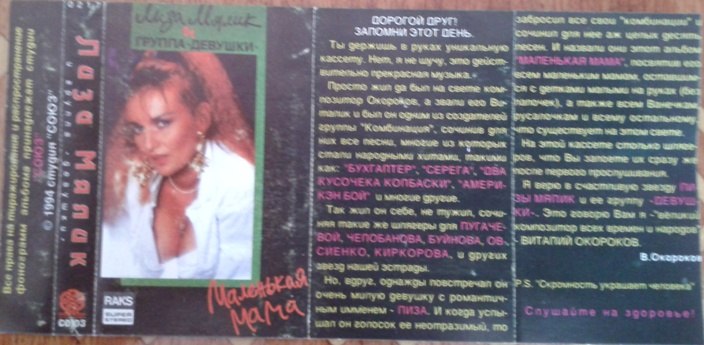 Все права на тиражирование и распространение
фонограмм альбома принадлежат студии
"СОЮЗ"
© 1994 студия "СОЮЗ"
Лиза Мялик
и группа -девушки-
Лиза Мялик
и
ГРУППА -ДЕВУШКИ-
RAKS
SUPER
STEREO
Маленькая
мама
ДОРОГОЙ ДРУГ!
ЗАПОМНИ ЭТОТ ДЕНЬ.
Ты держишь в руках уникальную
кассету. Нет, я не шучу, это дейст-
вительно прекрасная музыка.
Просто жил да был на свете ком-
позитор Окороков, а звали его Ви-
талик и был он одним из создателей
группы "Комбинация", сочинив для
них все песни, многие из которых
стали народными хитами, такими
как: "БУХГАЛТЕР", "СЕРЕГА", "ДВА
КУСОЧЕКА КОЛБАСКИ", "АМЕРИ-
КЭН БОЙ" и многие другие.
Так жил он себе, не тужил, сочи-
няя такие же шлягеры для ПУГАЧЕ-
ВОЙ, ЧЕЛОБАНОВА, БУЙНОВА, ОВ-
СИЕНКО, КИРКОРОВА, и других
звезд нашей эстрады.
Но, вдруг, однажды повстречал он
очень милую девушку с романтич-
ным имием - ЛИЗА. И когда услы-
шал он голосок ее неотразимый, то
забросил все свои "комбинации" и
сочинил для нее аж целых десять
песен. И назвали они этот альбом
"МАЛЕНЬКАЯ МАМА", посвятив его
всем маленьким мамам, оставшим-
ся с детками малыми на руках (без
папочек), а также всем Ванечкам
русалочкам и всему остальному,
что существует на этом свете.
На этой кассете столько шляге-
ров, что Вы запоете их сразу же
после первого прослушивания.
Я верю в счастливую звезду ЛИ-
ЗЫ МЯЛИК и ее группу -ДЕВУШ-
КИ-. Это говорю Вам я -"великий
композитор всех времен и народов"
- ВИТАЛИЙ ОКОРОКОВ.
В.Окороков
P.S. "Скромность украшает человека"
Слушайте на здоровье!